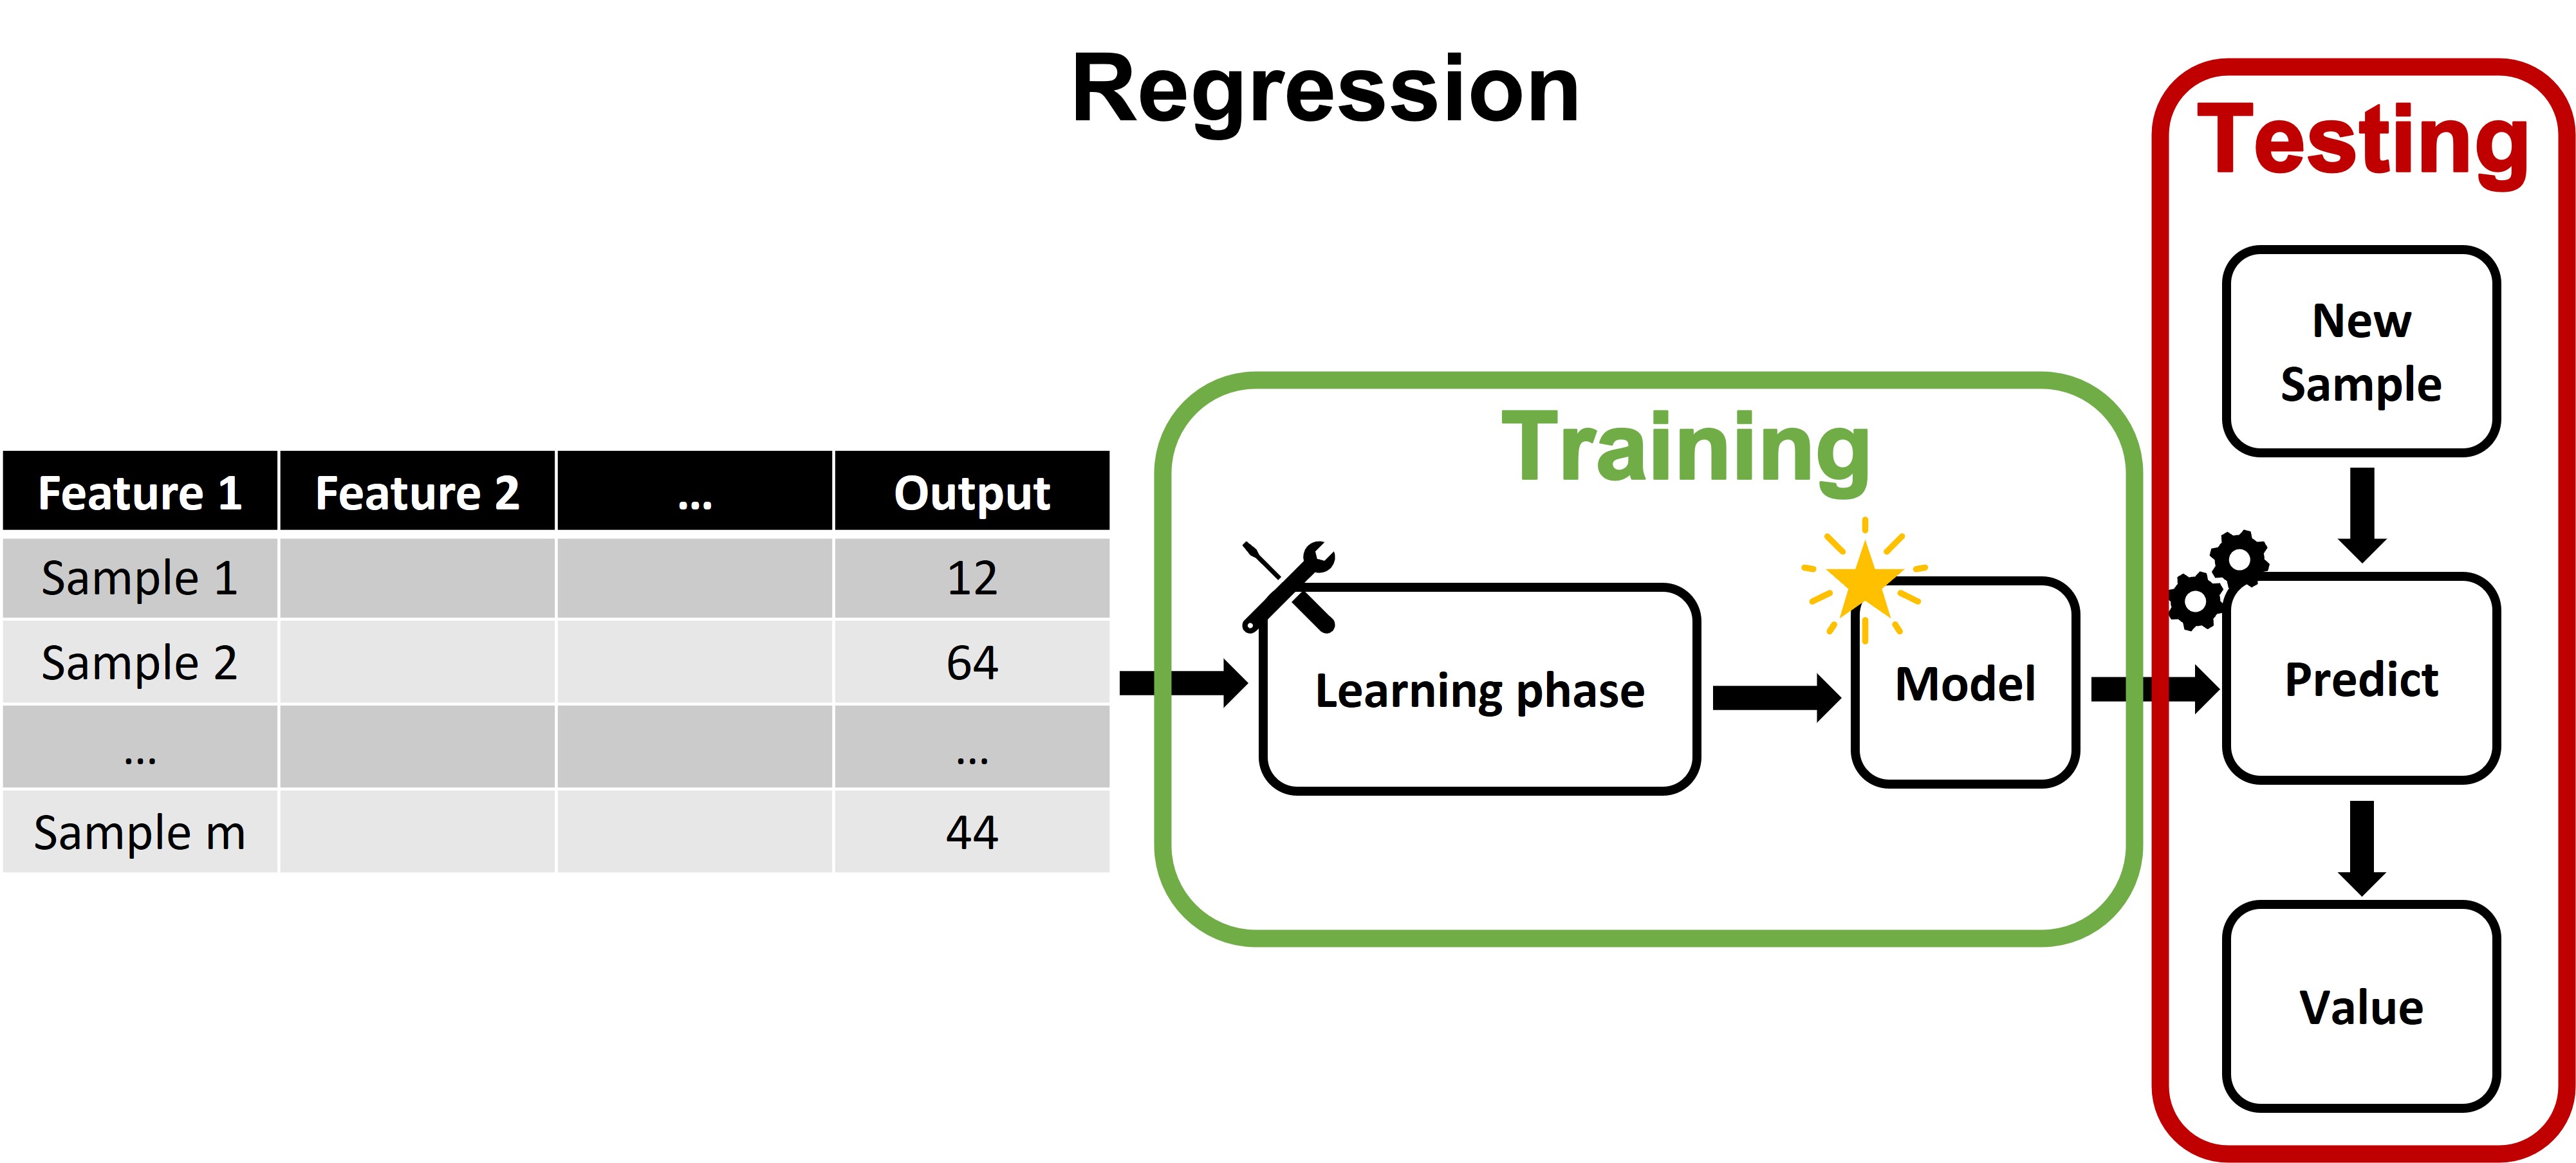 Regression
Feature 1 Feature 2 ... Output
Sample 1 12
Sample 2 64
... ...
Sample m 44
Training
Learning phase
Model
Testing
New
Sample
Predict
Value